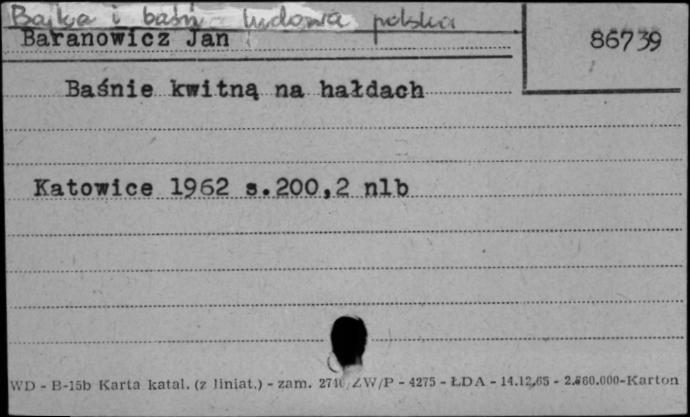 Bajka i baśń ludowa polska
Baranowicz Jan
86739
Baśnie kwitną na hałdach
Katowice 1962 s.200,2 nlb
WD - B-15b Karta katal. (z liniat.) - zam. 2740/ZW/P - 4275 - ŁDA - 14.12.65 - 2.860.000-Karton